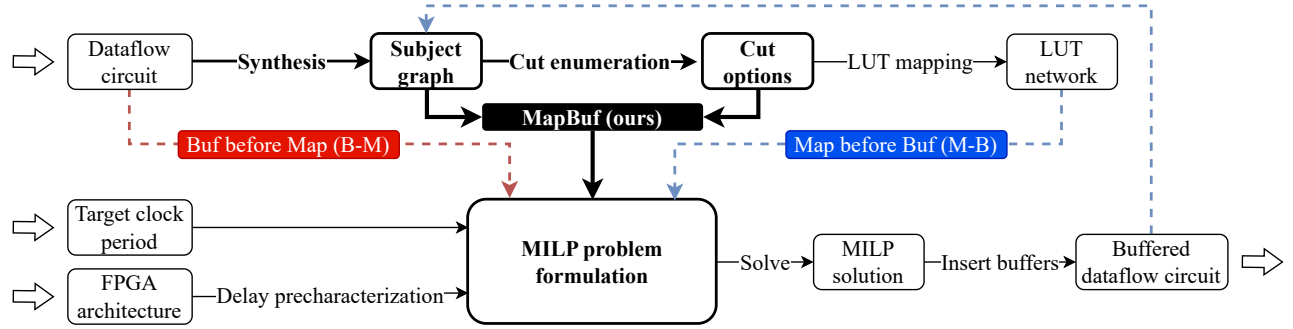 Dataflow
circuit
Synthesis
Subject
graph
Cut enumeration
Cut
options
LUT mapping
LUT
network
MapBuf (ours)
Buf before Map (B-M)
Map before Buf (M-B)
Target clock
period
MILP problem
formulation
Solve
MILP
solution
Insert buffers
Buffered
dataflow circuit
FPGA
architecture
Delay precharacterization